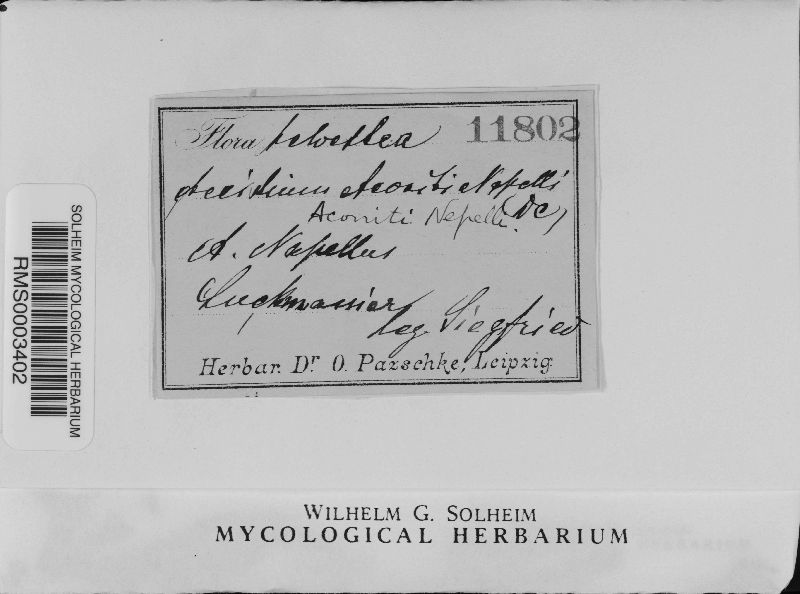 Flora helvetica 11802
Aecidium Aconiti Napelli
Aconiti Napelli. (DC)
A. Napellus
Luckmanier
leg. Siegfried
Herbar. Dr O. Pazschke, Leipzig.
SOLHEIM MYCOLOGICAL HERBARIUM
RMS0003402
WILHELM G. SOLHEIM
MYCOLOGICAL HERBARIUM